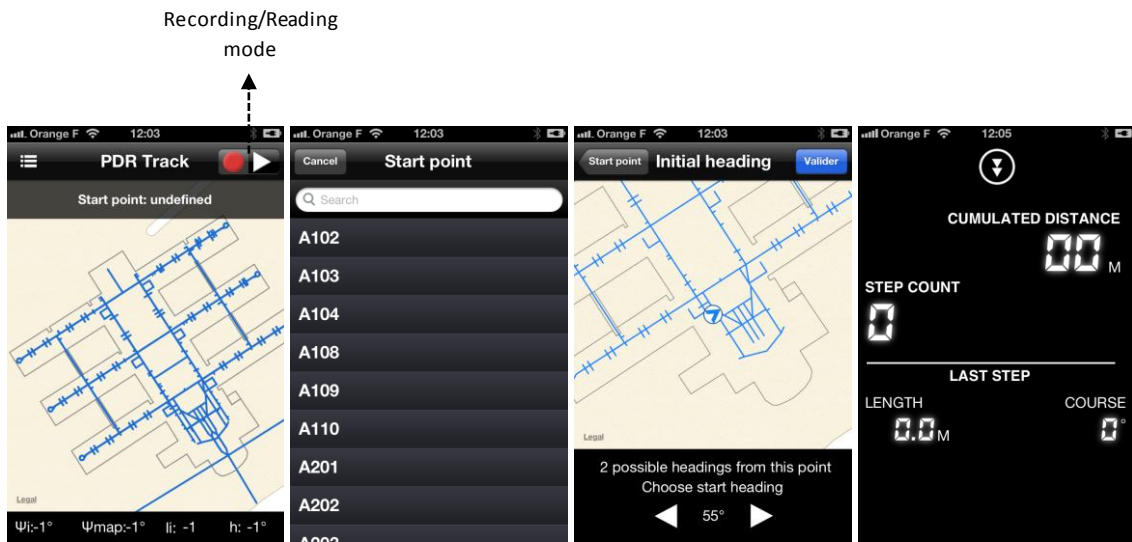 Recording/Reading
mode
Orange F 12:03
PDR Track
Start point: undefined
Legal
Ψi:-1° Ψmap:-1° li: -1 h: -1°
Orange F 12:03
Cancel Start point
Search
A102
A103
A104
A108
A109
A110
A201
A202
A203
Orange F 12:03
Start point Initial heading Valider
Legal
2 possible headings from this point
Choose start heading
55°
Orange F 12:05
CUMULATED DISTANCE
00 M
STEP COUNT
0
LAST STEP
LENGTH COURSE
0.0 M 0°